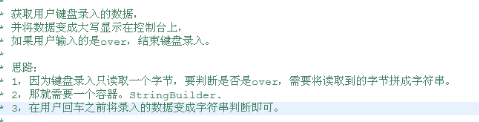 * 获取用户键盘录入的数据，
* 并将数据变成大写显示在控制台上，
* 如果用户输入的是over，结束键盘录入。
*
* 思路：
* 1，因为键盘录入只读取一个字节，要判断是否是over，需要将读取到的字节拼成字符串。
* 2，那就需要一个容器。StringBuilder.
* 3，在用户回车之前将录入的数据变成字符串判断即可。